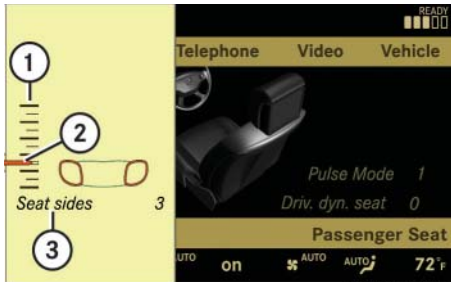 READY
Telephone Video Vehicle
1
2
Pulse Mode 1
Seat sides 3
Driv. dyn. seat 0
3
Passenger Seat
AUTO on AUTO AUTO 72°F